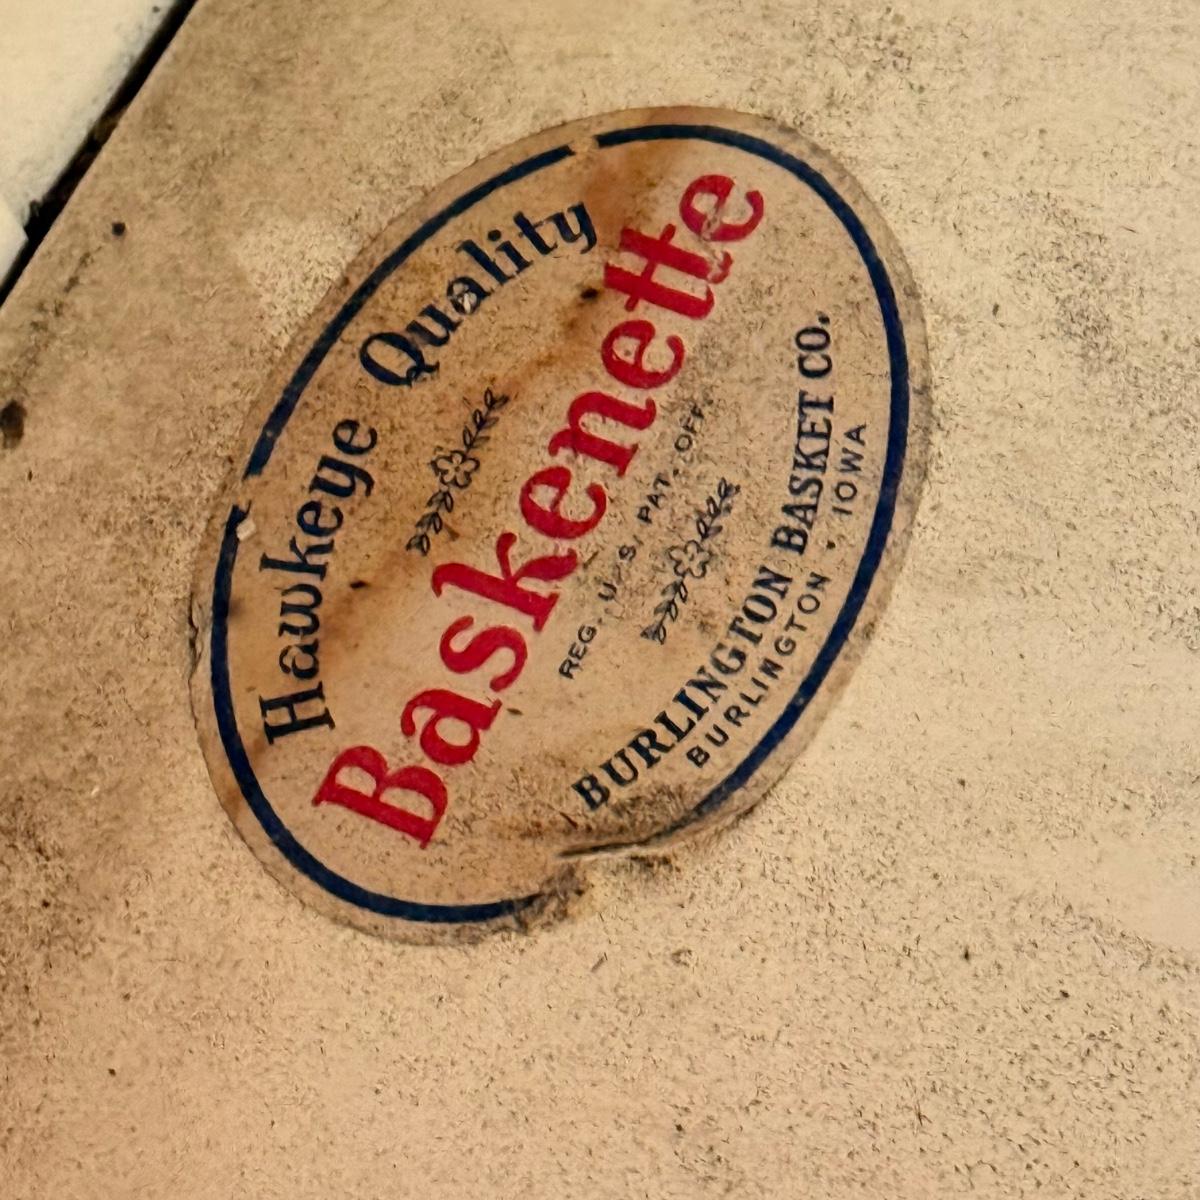 Hawkeye Quality
Baskenette
REG. U. S. PAT. OFF.
BURLINGTON BASKET CO.
BURLINGTON • IOWA